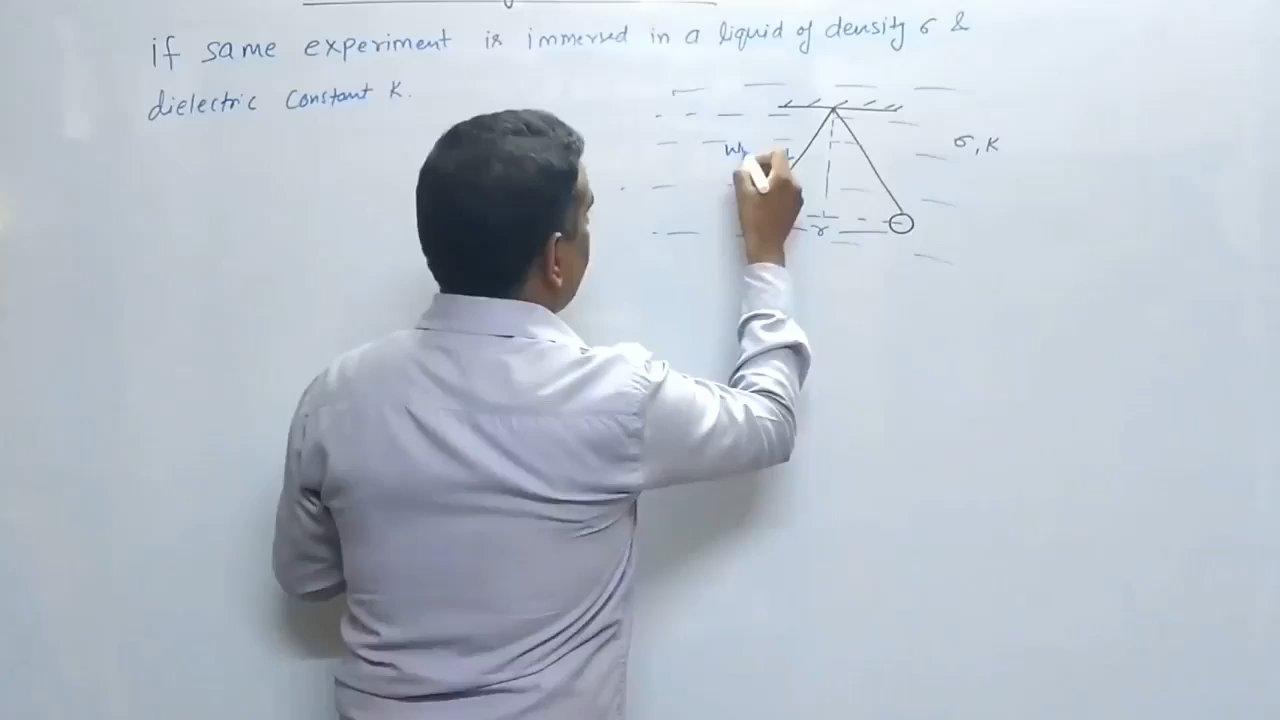 if same experiment is immersed in a liquid of density σ &
dielectric constant K.
σ, K
r